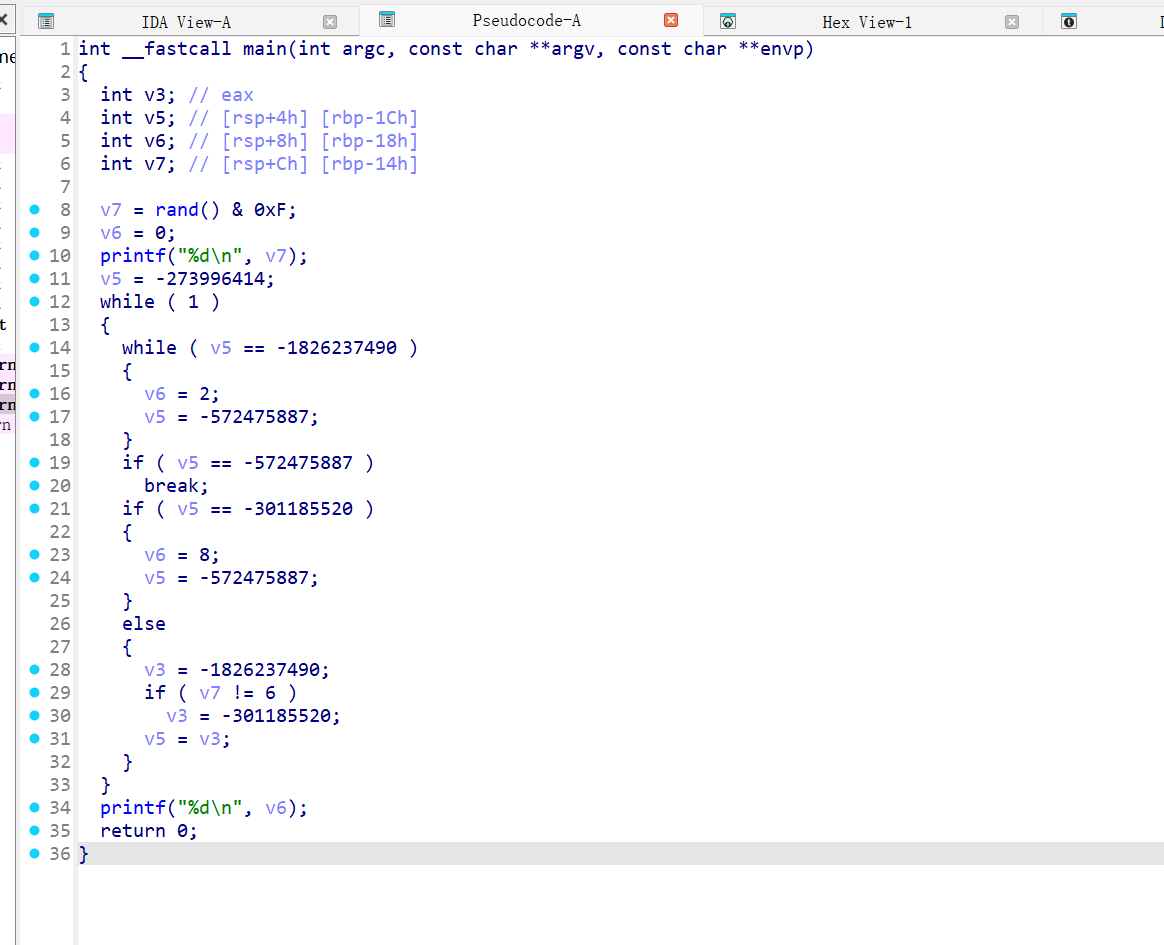 IDA View-A Pseudocode-A Hex View-1
1 int __fastcall main(int argc, const char **argv, const char **envp)
2 {
3   int v3; // eax
4   int v5; // [rsp+4h] [rbp-1Ch]
5   int v6; // [rsp+8h] [rbp-18h]
6   int v7; // [rsp+Ch] [rbp-14h]
7
8   v7 = rand() & 0xF;
9   v6 = 0;
10   printf("%d\n", v7);
11   v5 = -273996414;
12   while ( 1 )
13   {
14     while ( v5 == -1826237490 )
15     {
16       v6 = 2;
17       v5 = -572475887;
18     }
19     if ( v5 == -572475887 )
20       break;
21     if ( v5 == -301185520 )
22     {
23       v6 = 8;
24       v5 = -572475887;
25     }
26     else
27     {
28       v3 = -1826237490;
29       if ( v7 != 6 )
30         v3 = -301185520;
31       v5 = v3;
32     }
33   }
34   printf("%d\n", v6);
35   return 0;
36 }